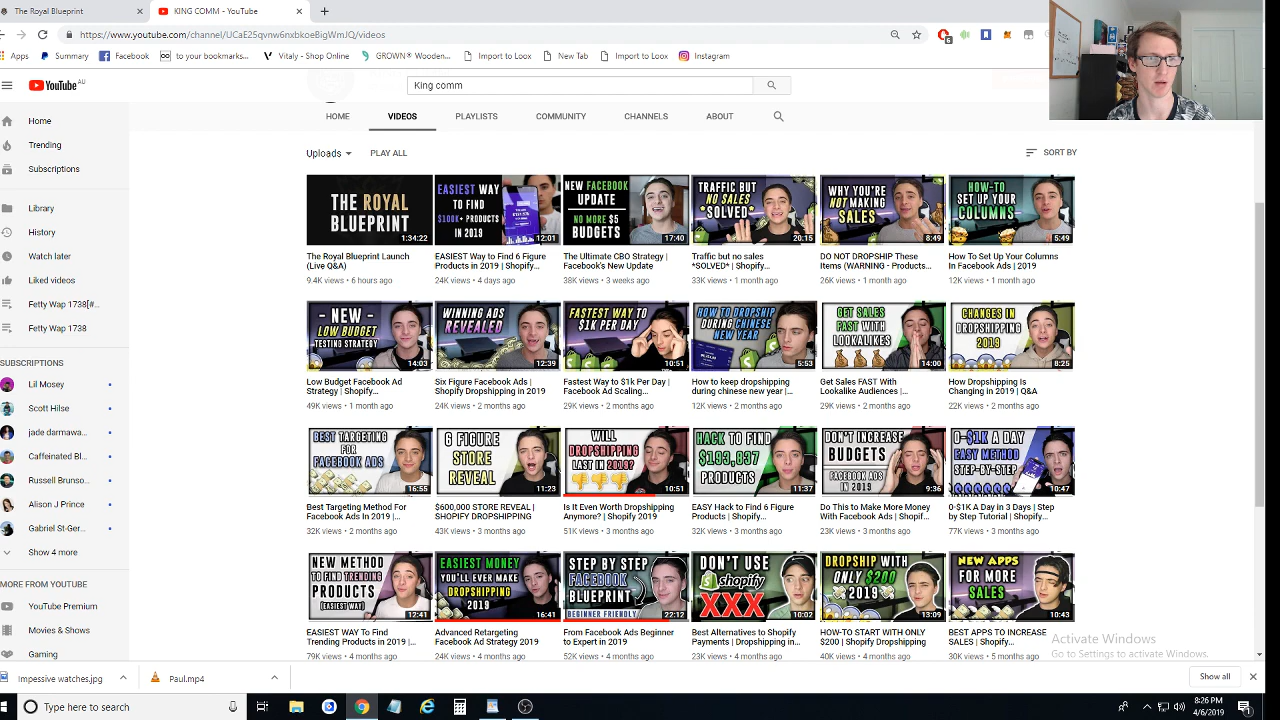 The Royal Blueprint
KING COMM - YouTube
https://www.youtube.com/channel/UCaE25qvnw6nxbkoeBigWmJQ/videos
Apps
Summary
Facebook
to your bookmarks...
Vitaly - Shop Online
GROWN® Wooden...
Import to Loox
New Tab
Import to Loox
Instagram
YouTube AU
King comm
HOME
VIDEOS
PLAYLISTS
COMMUNITY
CHANNELS
ABOUT
Home
Trending
Subscriptions
Library
History
Watch later
Liked videos
Fetty Wap 1738[#...
Fetty Wap 1738
SUBSCRIPTIONS
Lil Mosey
Scott Hilse
jade darmawa...
Caffeinated Bl...
Russell Brunso...
Alison J Prince
Gabriel St-Ger...
Show 4 more
MORE FROM YOUTUBE
YouTube Premium
Movies & Shows
Gaming
Uploads
PLAY ALL
SORT BY
THE ROYAL
BLUEPRINT
1:34:22
The Royal Blueprint Launch
(Live Q&A)
9.4K views • 6 hours ago
EASIEST WAY
TO FIND
$100K+ PRODUCTS
IN 2019
12:01
EASIEST Way to Find 6 Figure
Products in 2019 | Shopify...
24K views • 4 days ago
NEW FACEBOOK
UPDATE
NO MORE $5
BUDGETS
17:40
The Ultimate CBO Strategy |
Facebook's New Update
38K views • 3 weeks ago
TRAFFIC BUT
NO SALES
*SOLVED*
20:15
Traffic but no sales
*SOLVED* | Shopify...
33K views • 1 month ago
WHY YOU'RE
NOT MAKING
SALES
8:49
DO NOT DROPSHIP These
Items (WARNING - Products...
26K views • 1 month ago
HOW-TO
SET UP YOUR
COLUMNS
5:49
How To Set Up Your Columns
In Facebook Ads | 2019
12K views • 1 month ago
- NEW -
LOW BUDGET
TESTING STRATEGY
14:03
Low Budget Facebook Ad
Strategy | Shopify...
49K views • 1 month ago
WINNING ADS
REVEALED
12:39
Six Figure Facebook Ads |
Shopify Dropshipping in 2019
24K views • 2 months ago
FASTEST WAY TO
$1K PER DAY
10:51
Fastest Way to $1k Per Day |
Facebook Ad Scaling...
29K views • 2 months ago
HOW TO DROPSHIP
DURING CHINESE
NEW YEAR
5:53
How to keep dropshipping
during chinese new year |...
12K views • 2 months ago
GET SALES
FAST WITH
LOOKALIKES
14:00
Get Sales FAST With
Lookalike Audiences |...
29K views • 2 months ago
CHANGES IN
DROPSHIPPING
2019
8:25
How Dropshipping Is
Changing in 2019 | Q&A
22K views • 2 months ago
BEST TARGETING
FOR
FACEBOOK ADS
16:55
Best Targeting Method For
Facebook Ads In 2019 |...
32K views • 2 months ago
6 FIGURE
STORE
REVEAL
11:23
$600,000 STORE REVEAL |
SHOPIFY DROPSHIPPING
43K views • 3 months ago
WILL
DROPSHIPPING
LAST IN 2019?
10:51
Is It Even Worth Dropshipping
Anymore? | Shopify 2019
51K views • 3 months ago
HACK TO FIND
$193,837
PRODUCTS
11:37
EASY Hack to Find 6 Figure
Products | Shopify...
32K views • 3 months ago
DON'T INCREASE
BUDGETS
FACEBOOK ADS
IN 2019
9:36
Do This to Make More Money
With Facebook Ads | Shopif...
23K views • 3 months ago
0-$1K A DAY
EASY METHOD
STEP-BY-STEP
10:47
0-$1K A Day in 3 Days | Step
by Step Tutorial | Shopif...
77K views • 3 months ago
NEW METHOD
TO FIND TRENDING
PRODUCTS
(EASIEST WAY)
12:41
EASIEST WAY To Find
Trending Products in 2019 |...
79K views • 4 months ago
EASIEST MONEY
YOU'LL EVER MAKE
DROPSHIPPING
2019
16:41
Advanced Retargeting
Facebook Ad Strategy 2019
24K views • 4 months ago
STEP BY STEP
FACEBOOK
BLUEPRINT
BEGINNER FRIENDLY
22:12
From Facebook Ads Beginner
to Expert in 2019
52K views • 4 months ago
DON'T USE
shopify
XXX
10:02
Best Alternatives to Shopify
Payments | Dropshipping in...
23K views • 4 months ago
DROPSHIP WITH
ONLY $200
2019
13:09
HOW-TO START WITH ONLY
$200 | Shopify Dropshipping
40K views • 4 months ago
NEW APPS
FOR MORE
SALES
10:43
BEST APPS TO INCREASE
SALES | Shopify...
30K views • 5 months ago
Activate Windows
Go to Settings to activate Windows.
Impessive watches.jpg
Paul.mp4
Show all
Type here to search
8:26 PM
4/6/2019